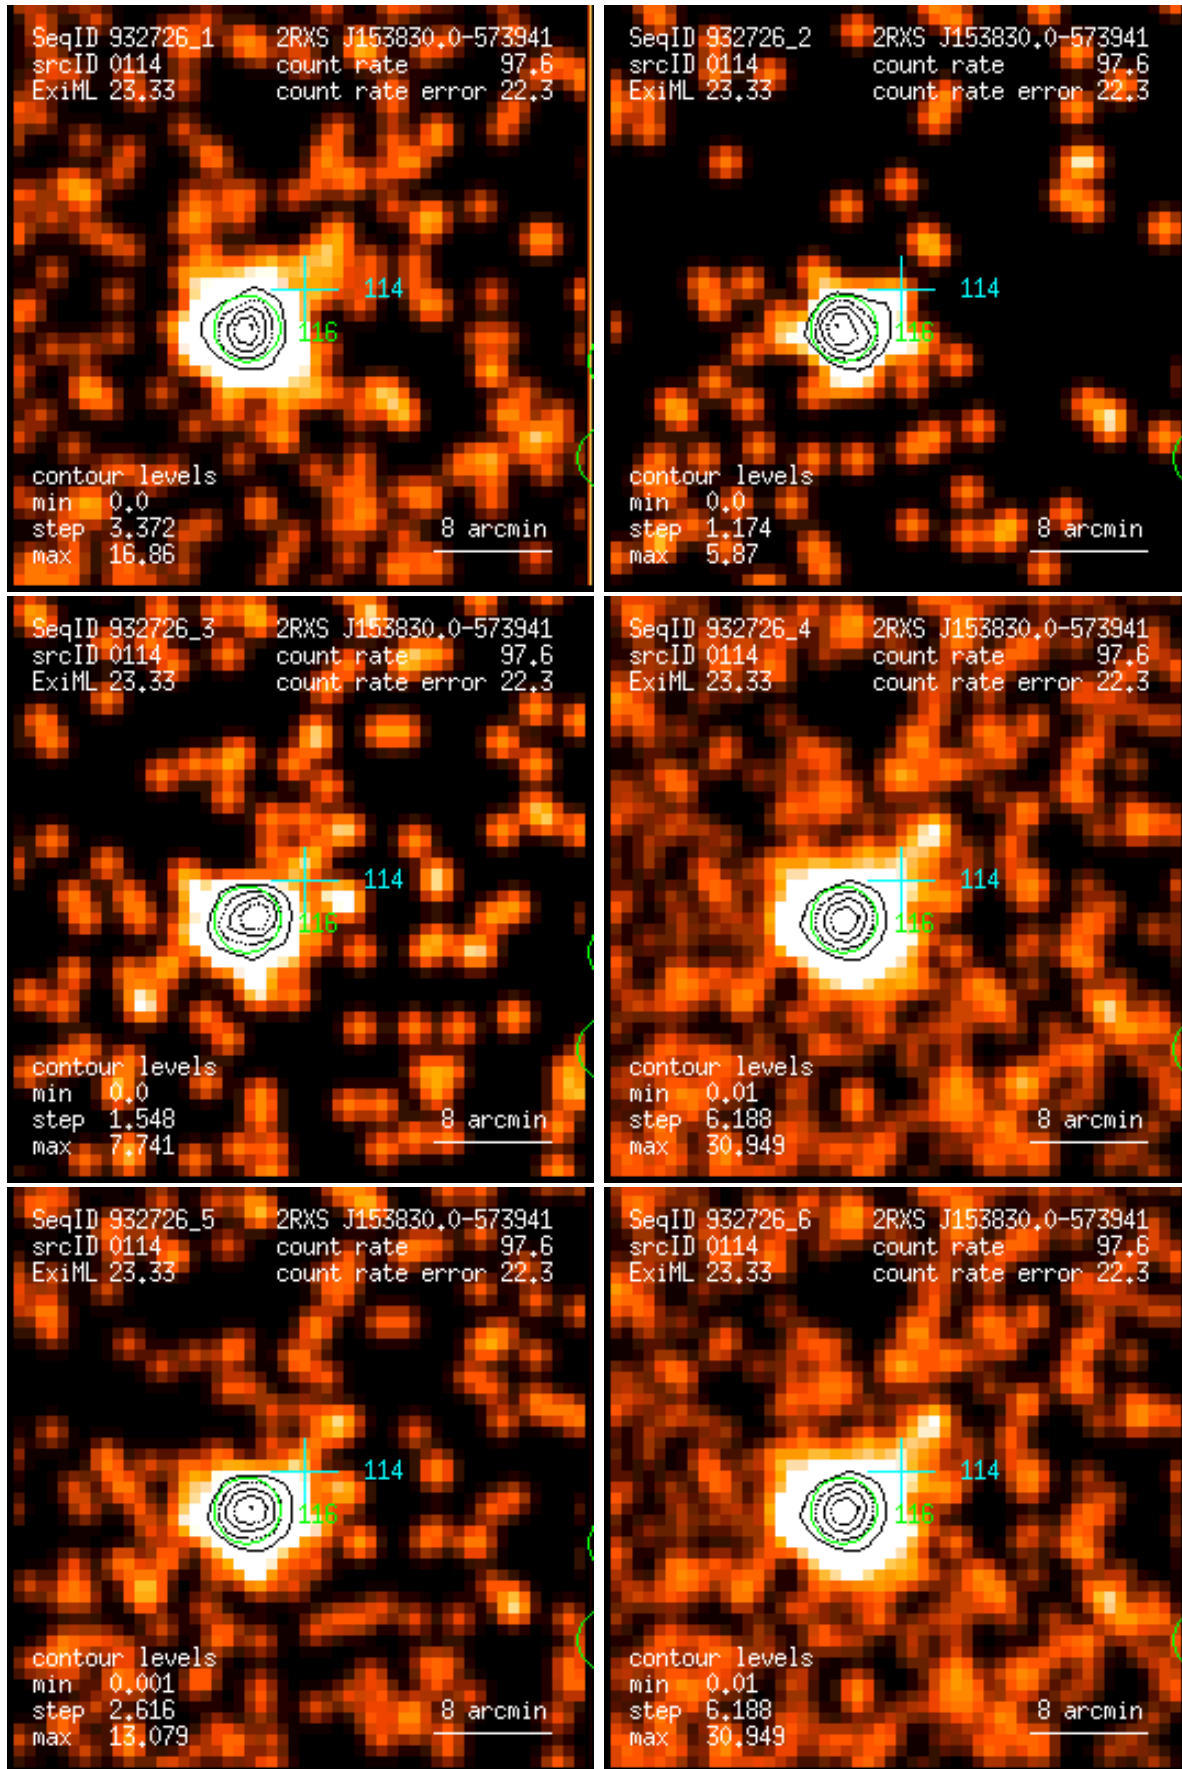 SeqID 932726_1 2RXS J153830.0-573941
srcID 0114 count rate 97.6
ExiML 23.33 count rate error 22.3
114
116
contour levels
min 0.0
step 3.372
max 16.86
8 arcmin
SeqID 932726_2 2RXS J153830.0-573941
srcID 0114 count rate 97.6
ExiML 23.33 count rate error 22.3
114
116
contour levels
min 0.0
step 1.174
max 5.87
8 arcmin
SeqID 932726_3 2RXS J153830.0-573941
srcID 0114 count rate 97.6
ExiML 23.33 count rate error 22.3
114
116
contour levels
min 0.0
step 1.548
max 7.741
8 arcmin
SeqID 932726_4 2RXS J153830.0-573941
srcID 0114 count rate 97.6
ExiML 23.33 count rate error 22.3
114
116
contour levels
min 0.01
step 6.188
max 30.949
8 arcmin
SeqID 932726_5 2RXS J153830.0-573941
srcID 0114 count rate 97.6
ExiML 23.33 count rate error 22.3
114
116
contour levels
min 0.001
step 2.616
max 13.079
8 arcmin
SeqID 932726_6 2RXS J153830.0-573941
srcID 0114 count rate 97.6
ExiML 23.33 count rate error 22.3
114
116
contour levels
min 0.01
step 6.188
max 30.949
8 arcmin